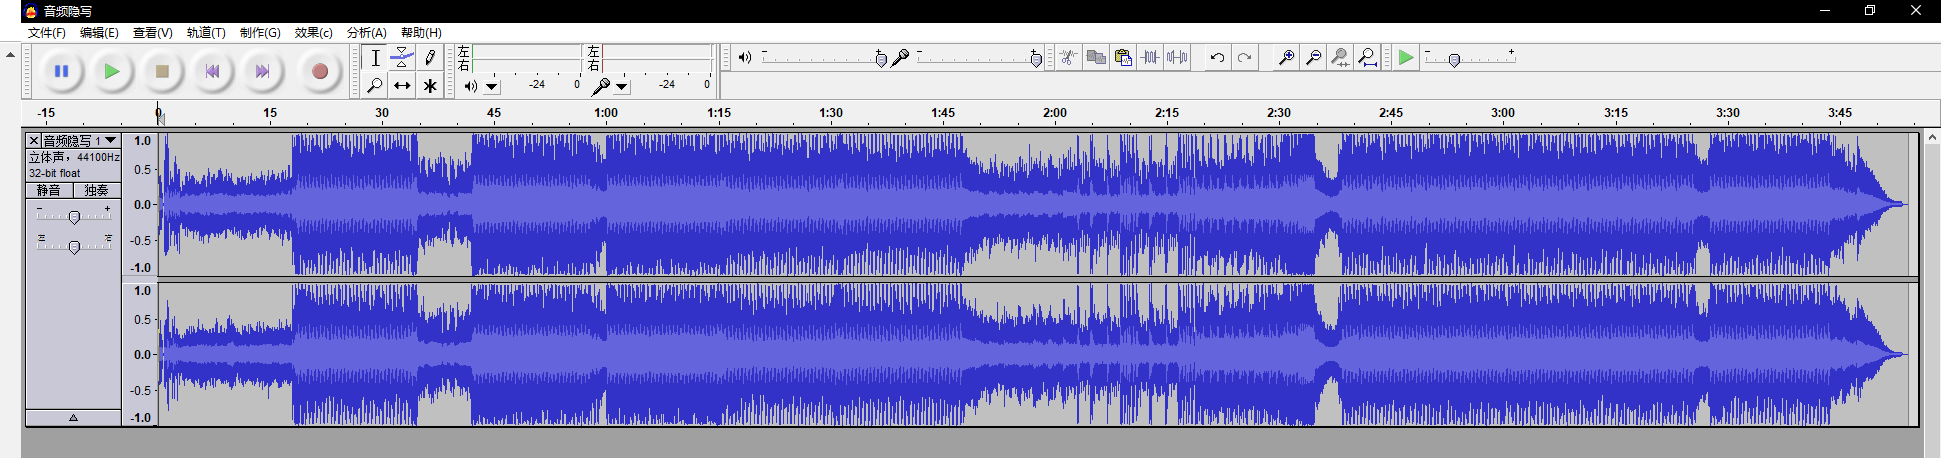 音频隐写
文件(F) 编辑(E) 查看(V) 轨道(T) 制作(G) 效果(c) 分析(A) 帮助(H)
左 右 -24 0 左 右 -24 0
-15 0 15 30 45 1:00 1:15 1:30 1:45 2:00 2:15 2:30 2:45 3:00 3:15 3:30 3:45
音频隐写 1
立体声，44100Hz
32-bit float
静音 独奏
- +
左 右
1.0
0.5
0.0
-0.5
-1.0
1.0
0.5
0.0
-0.5
-1.0